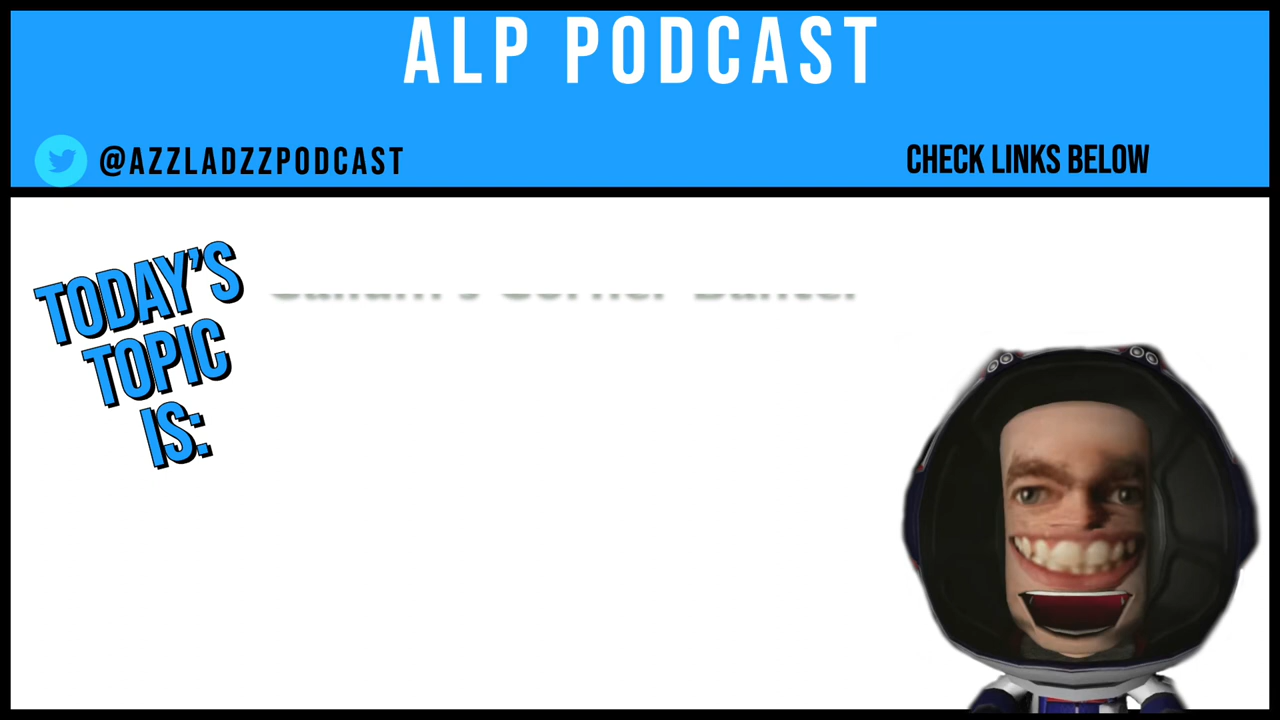 ALP PODCAST
@AZZLADZZPODCAST
CHECK LINKS BELOW
TODAY'S
TOPIC
IS: